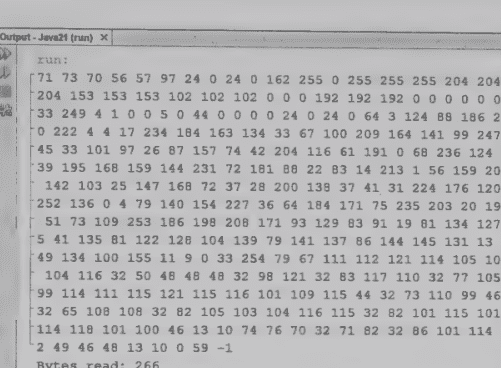 Output - Java21 (run) ×
run:
71 73 70 56 57 97 24 0 24 0 162 255 0 255 255 255 204 204
204 153 153 153 102 102 102 0 0 0 192 192 192 0 0 0 0 0
33 249 4 1 0 0 5 0 44 0 0 0 0 24 0 24 0 64 3 124 88 186 2
0 222 4 4 17 234 184 163 134 33 67 100 209 164 141 99 247
45 33 101 97 26 87 157 74 42 204 116 61 191 0 68 236 124
39 195 168 159 144 231 72 181 88 22 83 14 213 1 56 159 20
142 103 25 147 168 72 37 28 200 138 37 41 31 224 176 120
252 136 0 4 79 140 154 227 36 64 184 171 75 235 203 20 19
51 73 109 253 186 198 208 171 93 129 83 91 19 81 134 127
5 41 135 81 122 128 104 139 79 141 137 86 144 145 131 13
49 134 100 155 11 9 0 33 254 79 67 111 112 121 114 105 10
104 116 32 50 48 48 48 32 98 121 32 83 117 110 32 77 105
99 114 111 115 121 115 116 101 109 115 44 32 73 110 99 46
32 65 108 108 32 82 105 103 104 116 115 32 82 101 115 101
114 118 101 100 46 13 10 74 76 70 32 71 82 32 86 101 114
2 49 46 48 13 10 0 59 -1
Bytes read: 266